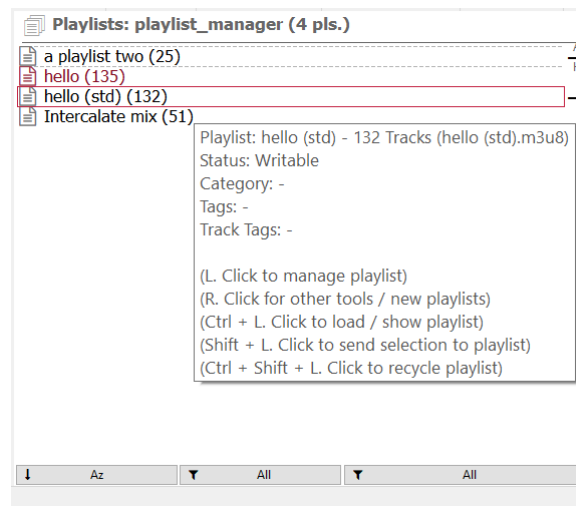 Playlists: playlist_manager (4 pls.)
a playlist two (25)
hello (135)
hello (std) (132)
Intercalate mix (51)
Playlist: hello (std) - 132 Tracks (hello (std).m3u8)
Status: Writable
Category: -
Tags: -
Track Tags: -
(L. Click to manage playlist)
(R. Click for other tools / new playlists)
(Ctrl + L. Click to load / show playlist)
(Shift + L. Click to send selection to playlist)
(Ctrl + Shift + L. Click to recycle playlist)
Az All All